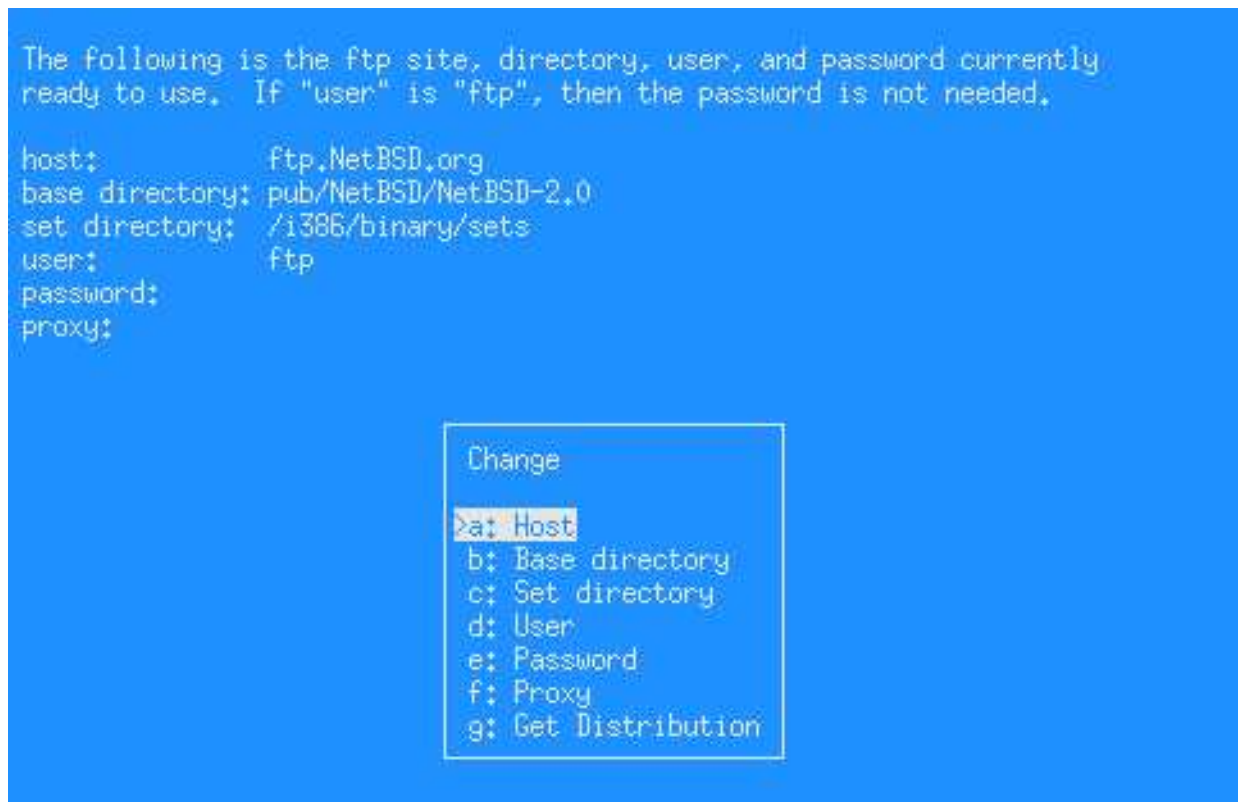 The following is the ftp site, directory, user, and password currently
ready to use.  If "user" is "ftp", then the password is not needed.
host:           ftp.NetBSD.org
base directory: pub/NetBSD/NetBSD-2.0
set directory:  /i386/binary/sets
user:           ftp
password:
proxy:
Change
>a: Host
b: Base directory
c: Set directory
d: User
e: Password
f: Proxy
g: Get Distribution